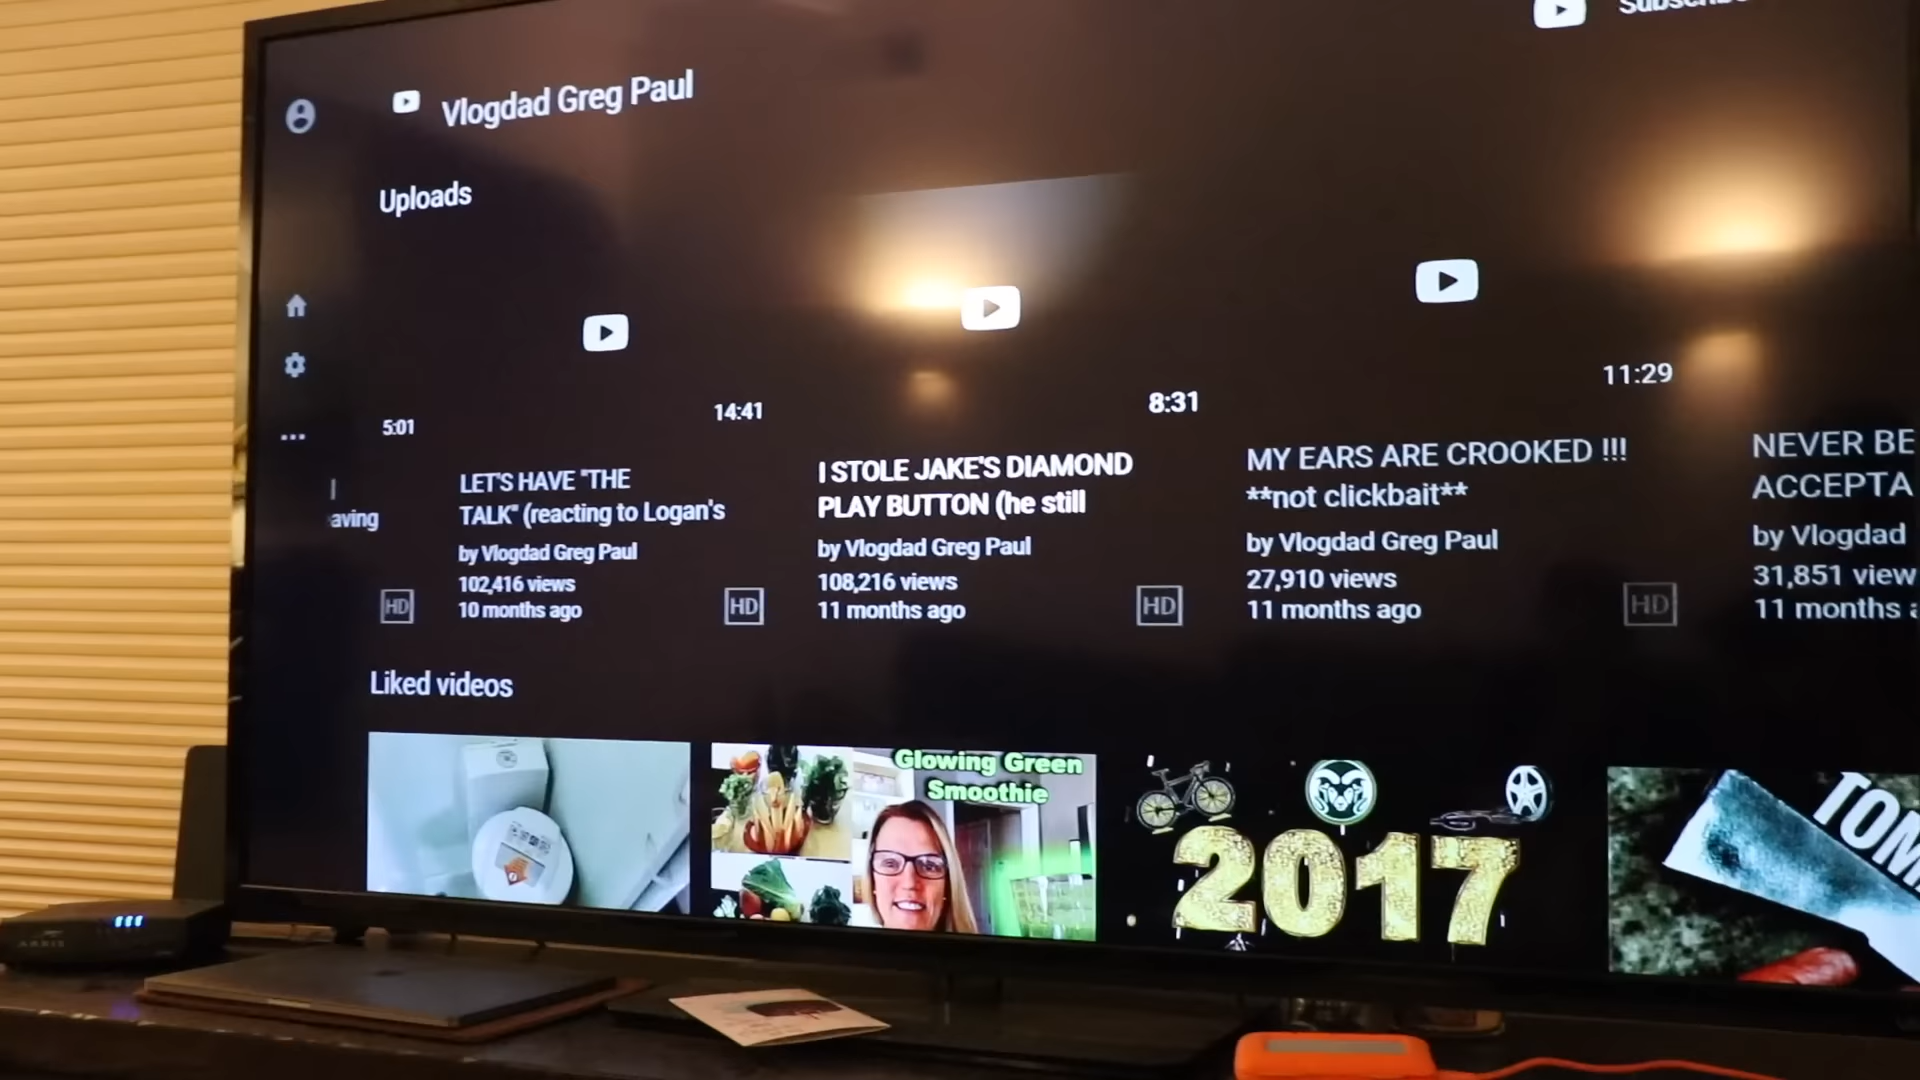 Vlogdad Greg Paul
Uploads
5:01
14:41
8:31
11:29
aving
LET'S HAVE "THE
TALK" (reacting to Logan's
by Vlogdad Greg Paul
102,416 views
10 months ago
HD
HD
I STOLE JAKE'S DIAMOND
PLAY BUTTON (he still
by Vlogdad Greg Paul
108,216 views
11 months ago
HD
MY EARS ARE CROOKED !!!
**not clickbait**
by Vlogdad Greg Paul
27,910 views
11 months ago
HD
NEVER BE
ACCEPTA
by Vlogdad
31,851 view
11 months
Liked videos
Glowing Green
Smoothie
2017
TOM
ARRIS